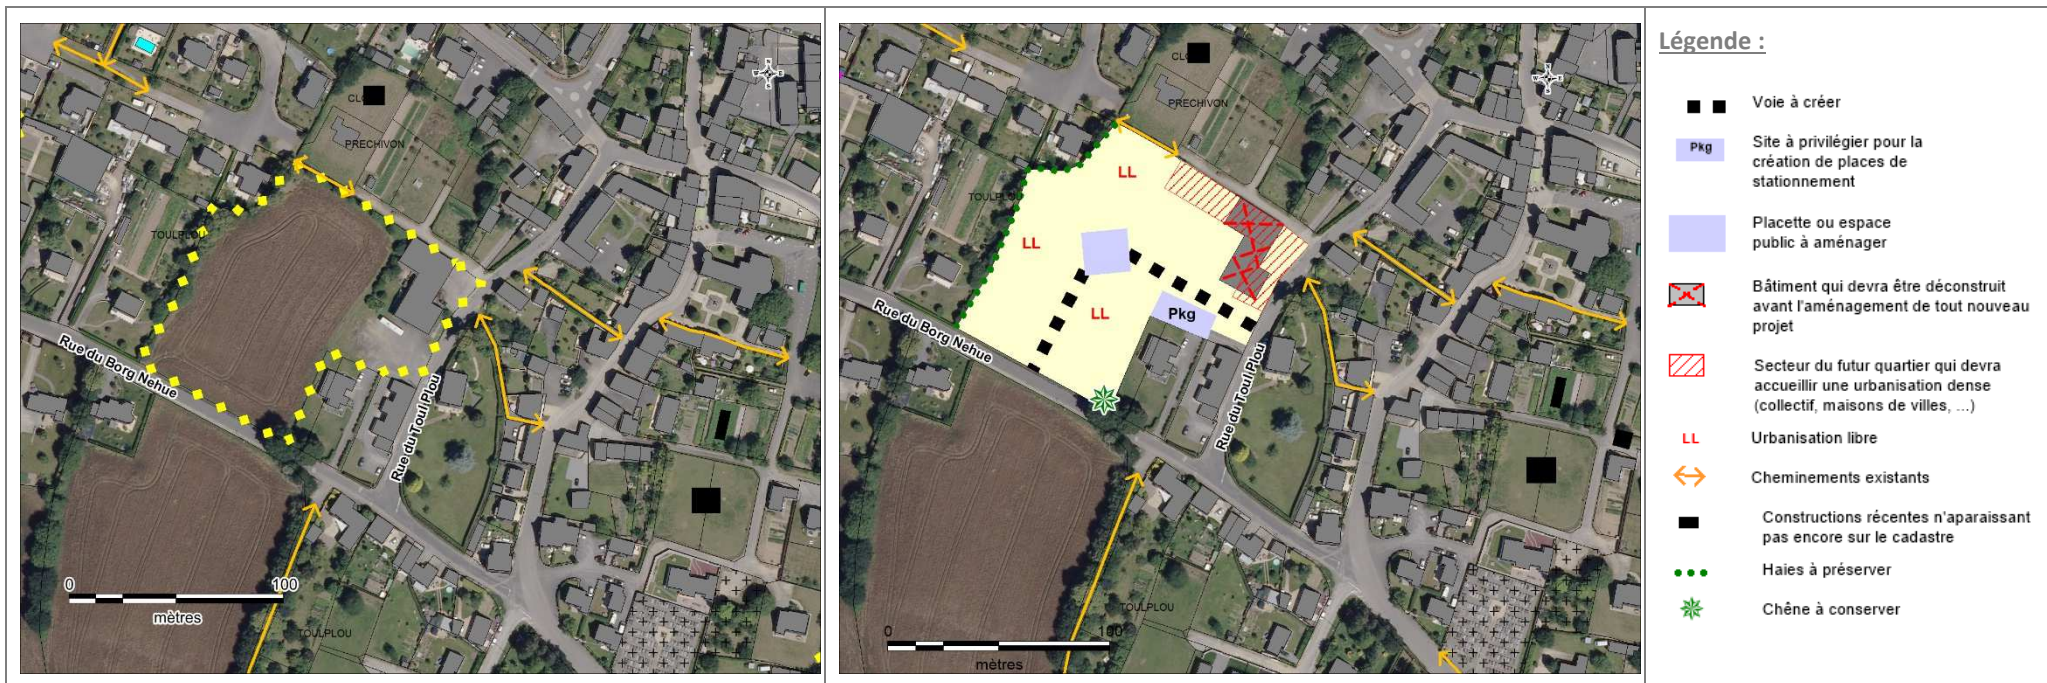 CLO
PRECHIVON
TOULPLOU
Rue du Borg Nehue
Rue du Toul Plou
0 100
mètres
TOULPLOU
N
W E
S
CLO
PRECHIVON
TOULPLOU
LL
LL
LL
Pkg
Rue du Borg Nehue
Rue du Toul Plou
TOULPLOU
0 100
mètres
N
W E
S
Légende :
Voie à créer
Pkg
Site à privilégier pour la
création de places de
stationnement
Placette ou espace
public à aménager
Bâtiment qui devra être déconstruit
avant l'aménagement de tout nouveau
projet
Secteur du futur quartier qui devra
accueillir une urbanisation dense
(collectif, maisons de villes, ...)
LL
Urbanisation libre
Cheminements existants
Constructions récentes n'aparaissant
pas encore sur le cadastre
Haies à préserver
Chêne à conserver